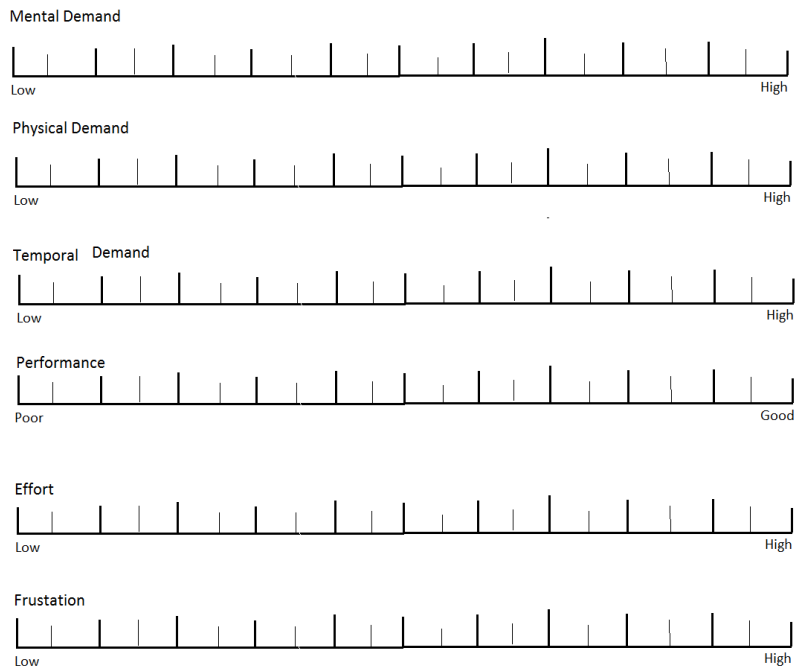 Mental Demand
Low High
Physical Demand
Low High
Temporal Demand
Low High
Performance
Poor Good
Effort
Low High
Frustation
Low High